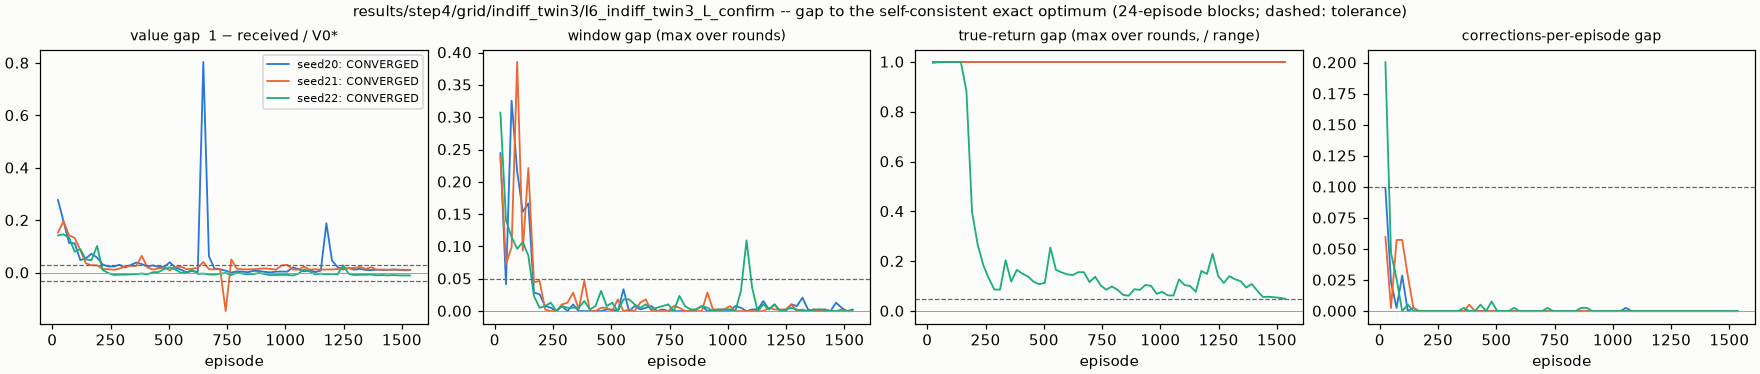 results/step4/grid/indiff_twin3/I6_indiff_twin3_L_confirm -- gap to the self-consistent exact optimum (24-episode blocks; dashed: tolerance)
value gap 1 − received / V0*
0.8
0.6
0.4
0.2
0.0
seed20: CONVERGED
seed21: CONVERGED
seed22: CONVERGED
0 250 500 750 1000 1250 1500
episode
window gap (max over rounds)
0.40
0.35
0.30
0.25
0.20
0.15
0.10
0.05
0.00
0 250 500 750 1000 1250 1500
episode
true-return gap (max over rounds, / range)
1.0
0.8
0.6
0.4
0.2
0.0
0 250 500 750 1000 1250 1500
episode
corrections-per-episode gap
0.200
0.175
0.150
0.125
0.100
0.075
0.050
0.025
0.000
0 250 500 750 1000 1250 1500
episode